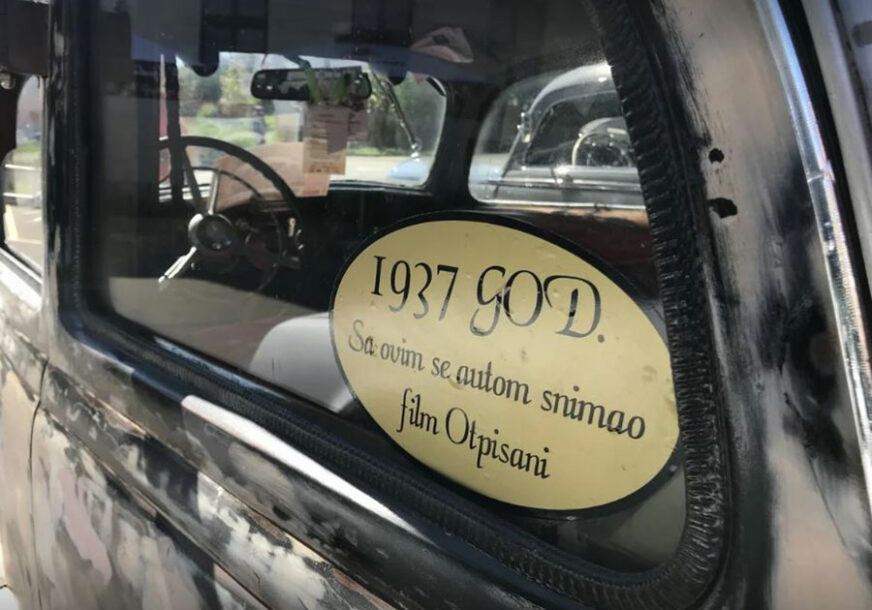 1937 GOD.
Sa ovim se autom snimao
film Otpisani